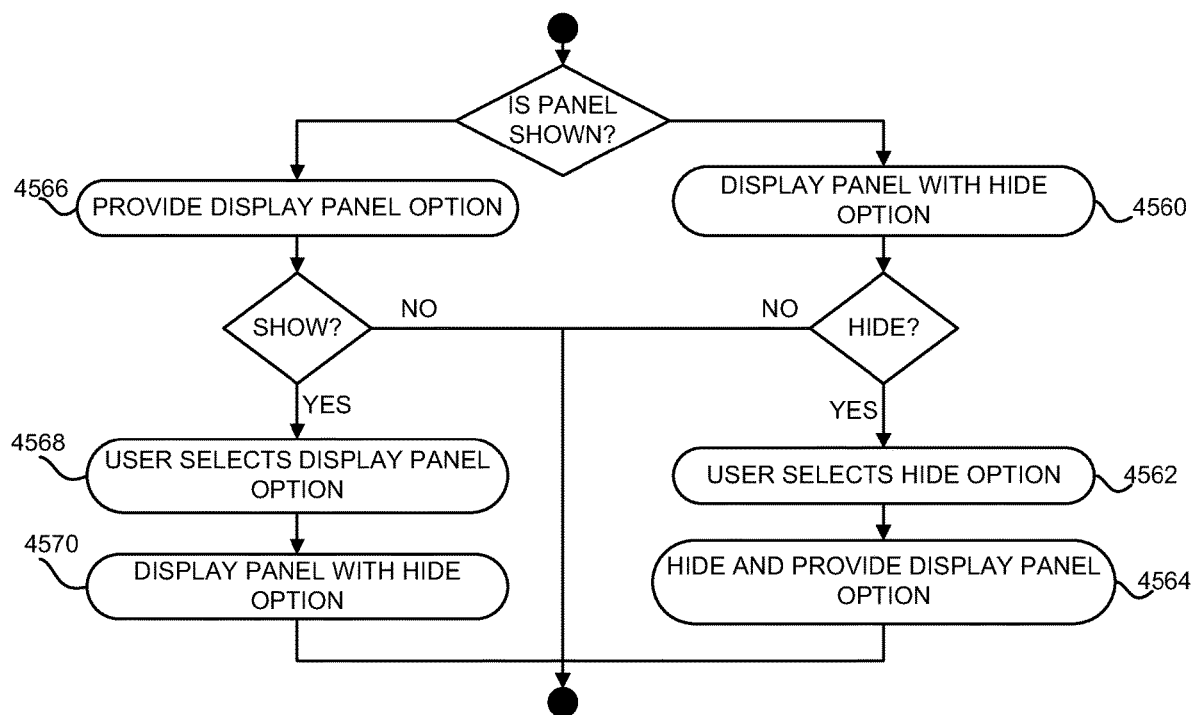 IS PANEL
SHOWN?
4566
PROVIDE DISPLAY PANEL OPTION
DISPLAY PANEL WITH HIDE
OPTION
4560
SHOW?
NO
NO
HIDE?
YES
YES
4568
USER SELECTS DISPLAY PANEL
OPTION
USER SELECTS HIDE OPTION
4562
4570
DISPLAY PANEL WITH HIDE
OPTION
HIDE AND PROVIDE DISPLAY PANEL
OPTION
4564